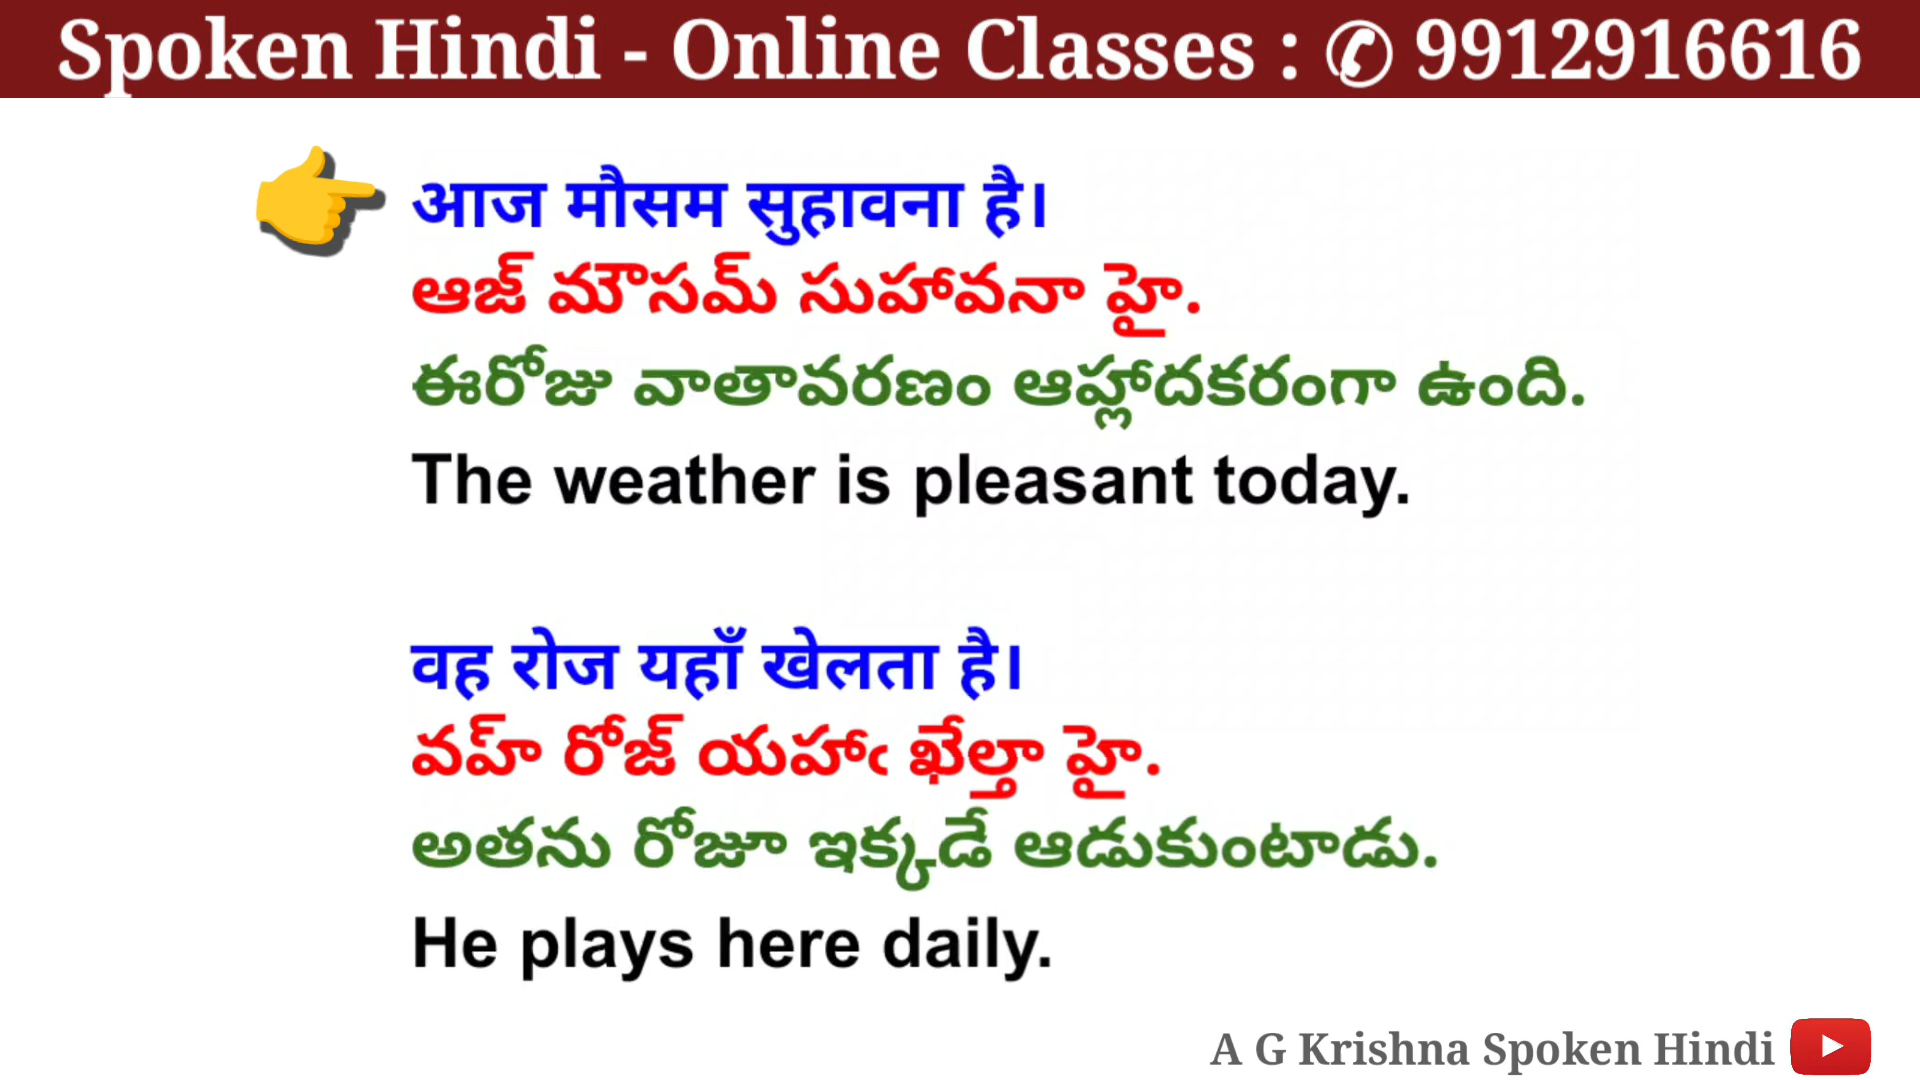 Spoken Hindi - Online Classes : ✆ 9912916616
आज मौसम सुहावना है।
ఆజ్ మౌసమ్ సుహావనా హై.
ఈరోజు వాతావరణం ఆహ్లాదకరంగా ఉంది.
The weather is pleasant today.
वह रोज यहाँ खेलता है।
వహ్ రోజ్ యహాఁ ఖేల్తా హై.
అతను రోజూ ఇక్కడే ఆడుకుంటాడు.
He plays here daily.
A G Krishna Spoken Hindi